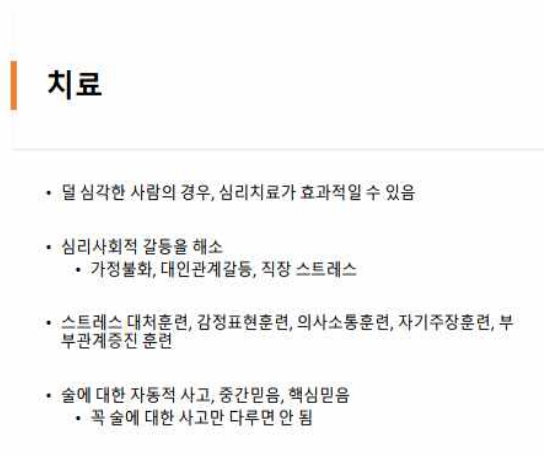 치료
• 덜 심각한 사람의 경우, 심리치료가 효과적일 수 있음
• 심리사회적 갈등을 해소
• 가정불화, 대인관계갈등, 직장 스트레스
• 스트레스 대처훈련, 감정표현훈련, 의사소통훈련, 자기주장훈련, 부
부관계증진 훈련
• 술에 대한 자동적 사고, 중간믿음, 핵심믿음
• 꼭 술에 대한 사고만 다루면 안 됨